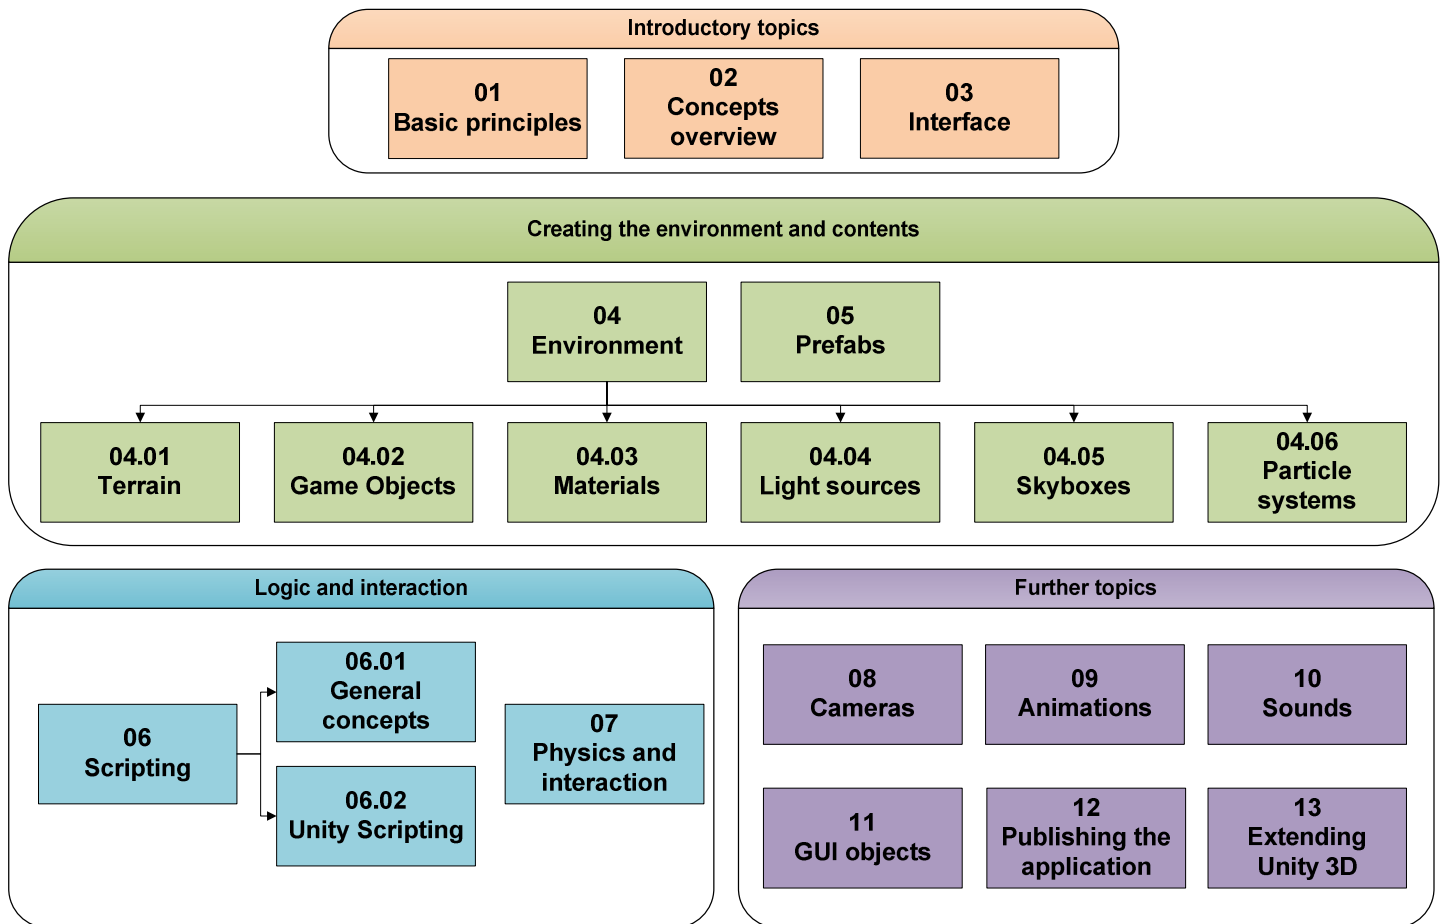 Introductory topics
01
Basic principles
02
Concepts
overview
03
Interface
Creating the environment and contents
04
Environment
05
Prefabs
04.01
Terrain
04.02
Game Objects
04.03
Materials
04.04
Light sources
04.05
Skyboxes
04.06
Particle
systems
Logic and interaction
06
Scripting
06.01
General
concepts
06.02
Unity Scripting
07
Physics and
interaction
Further topics
08
Cameras
09
Animations
10
Sounds
11
GUI objects
12
Publishing the
application
13
Extending
Unity 3D